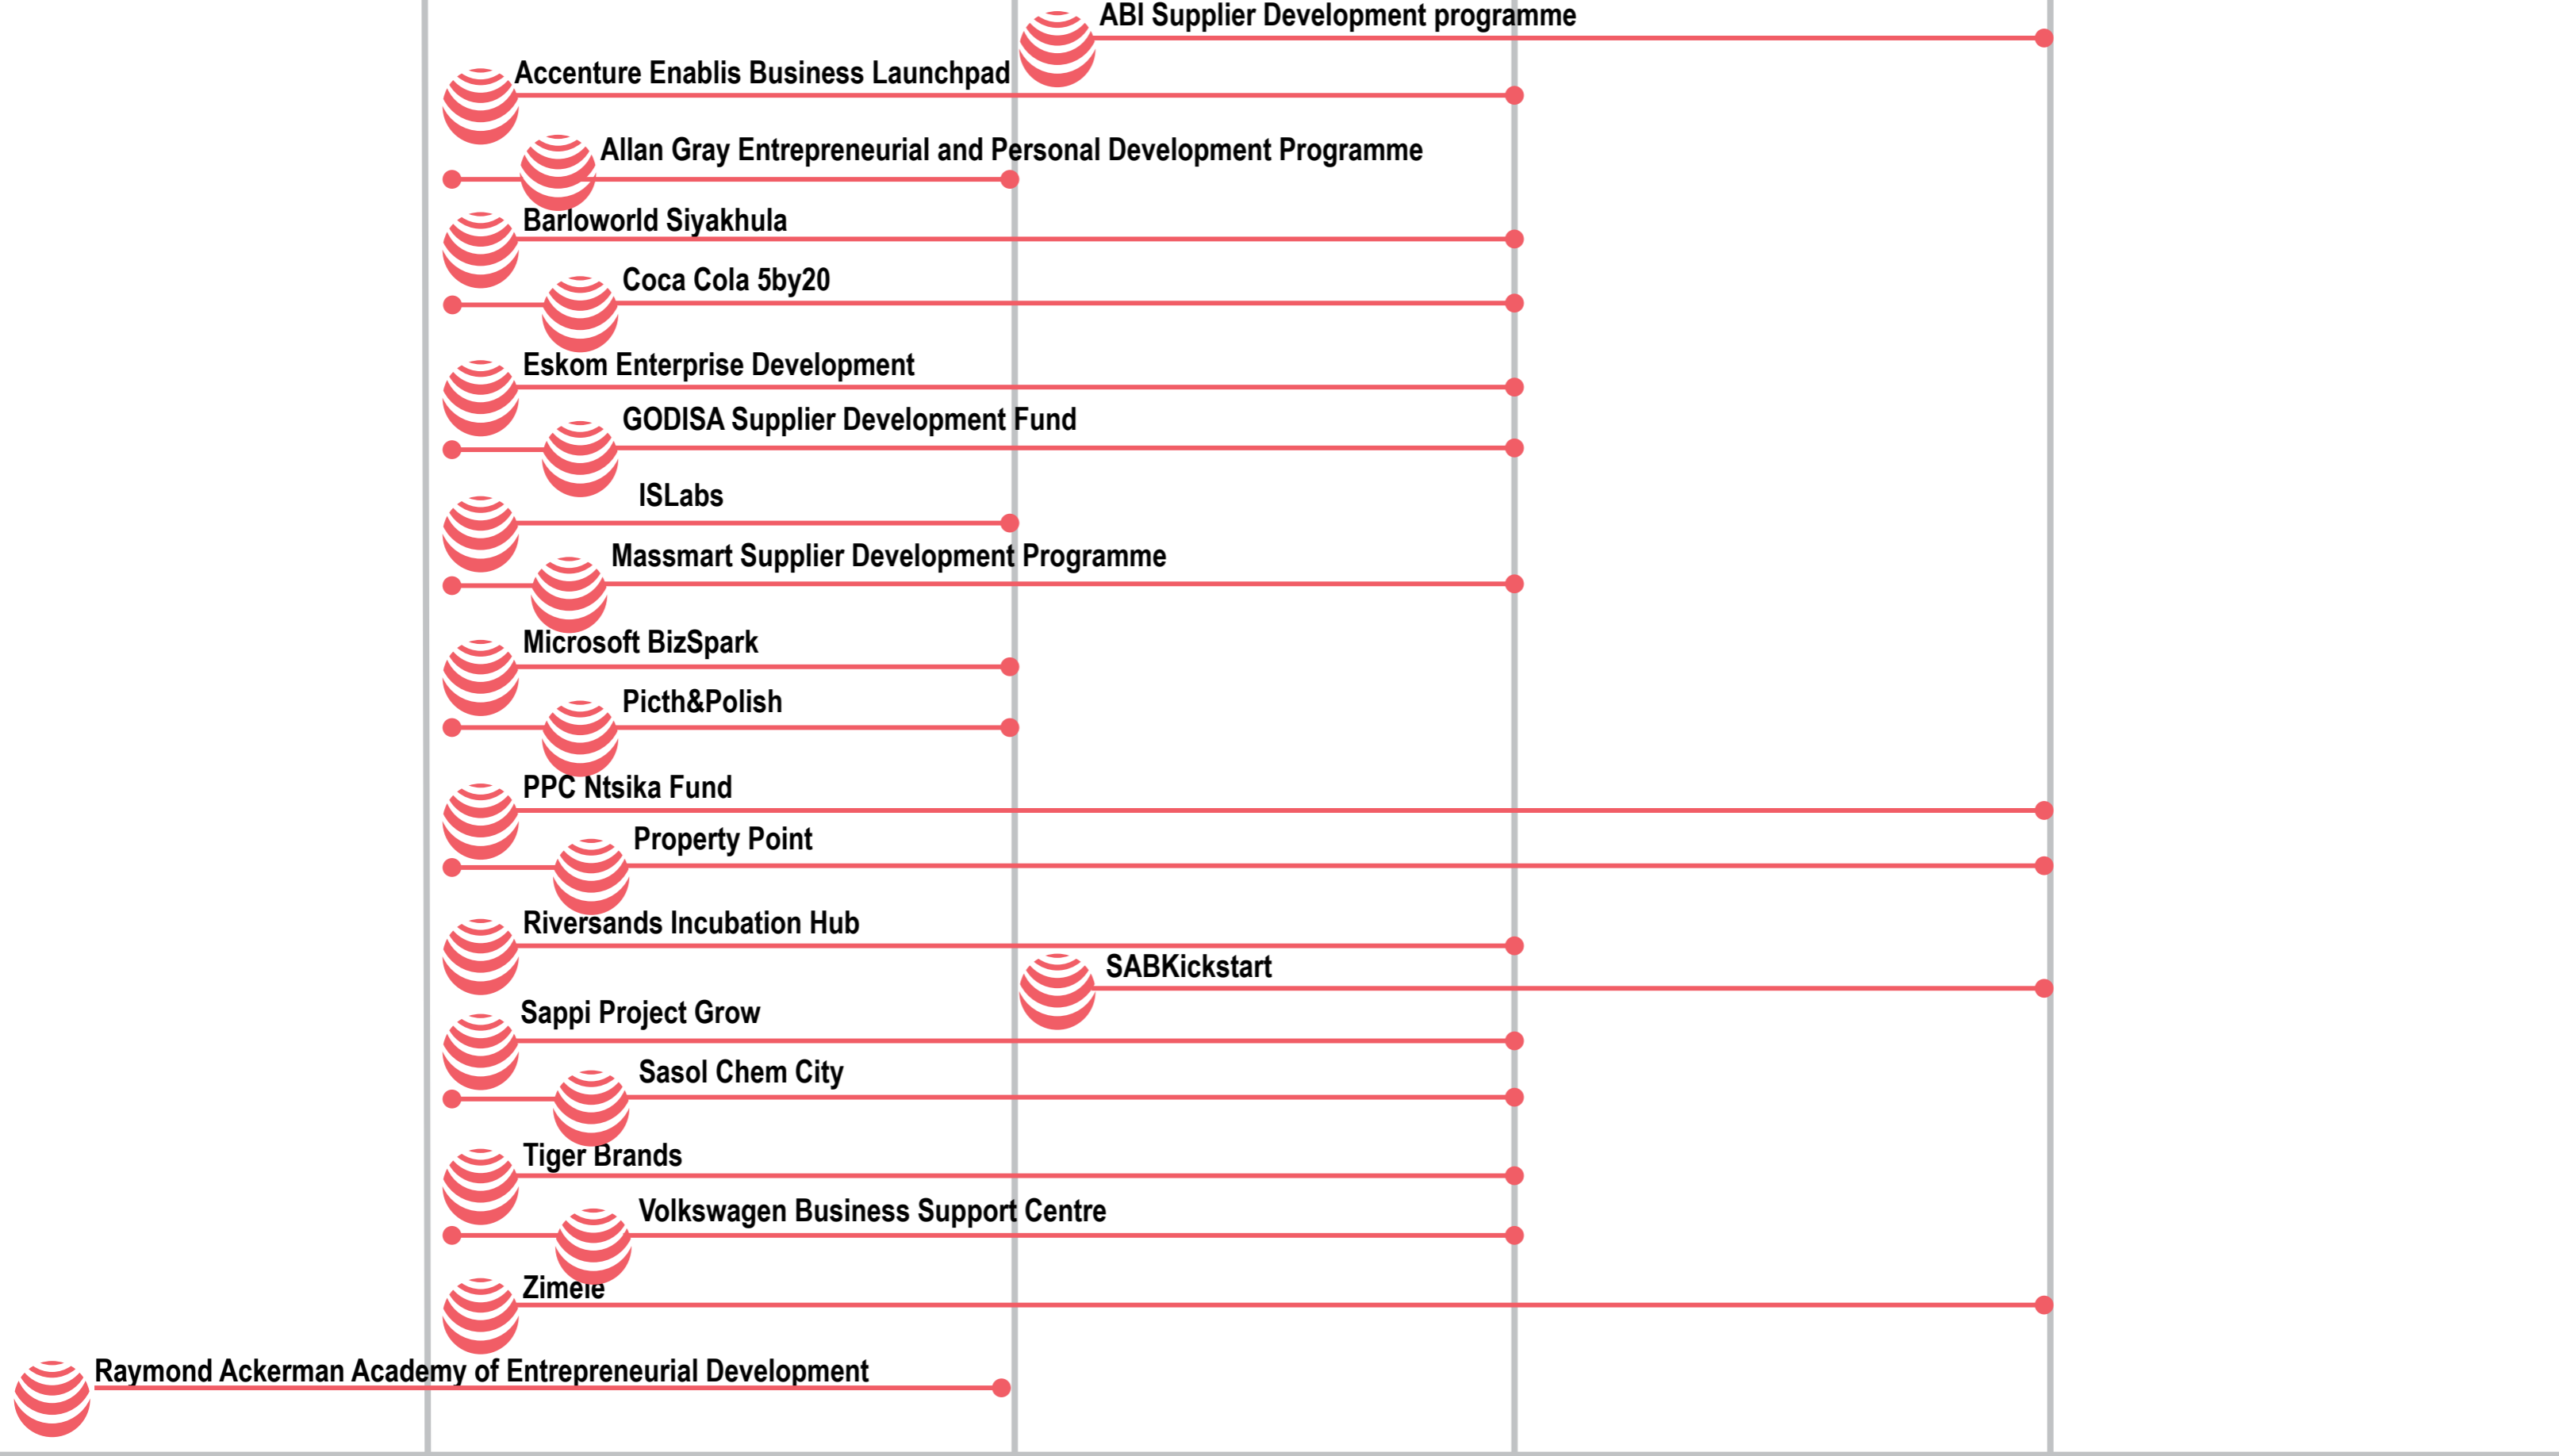 ABI Supplier Development programme
Accenture Enablis Business Launchpad
Allan Gray Entrepreneurial and Personal Development Programme
Barloworld Siyakhula
Coca Cola 5by20
Eskom Enterprise Development
GODISA Supplier Development Fund
ISLabs
Massmart Supplier Development Programme
Microsoft BizSpark
Picth&Polish
PPC Ntsika Fund
Property Point
Riversands Incubation Hub
SABKickstart
Sappi Project Grow
Sasol Chem City
Tiger Brands
Volkswagen Business Support Centre
Zimele
Raymond Ackerman Academy of Entrepreneurial Development